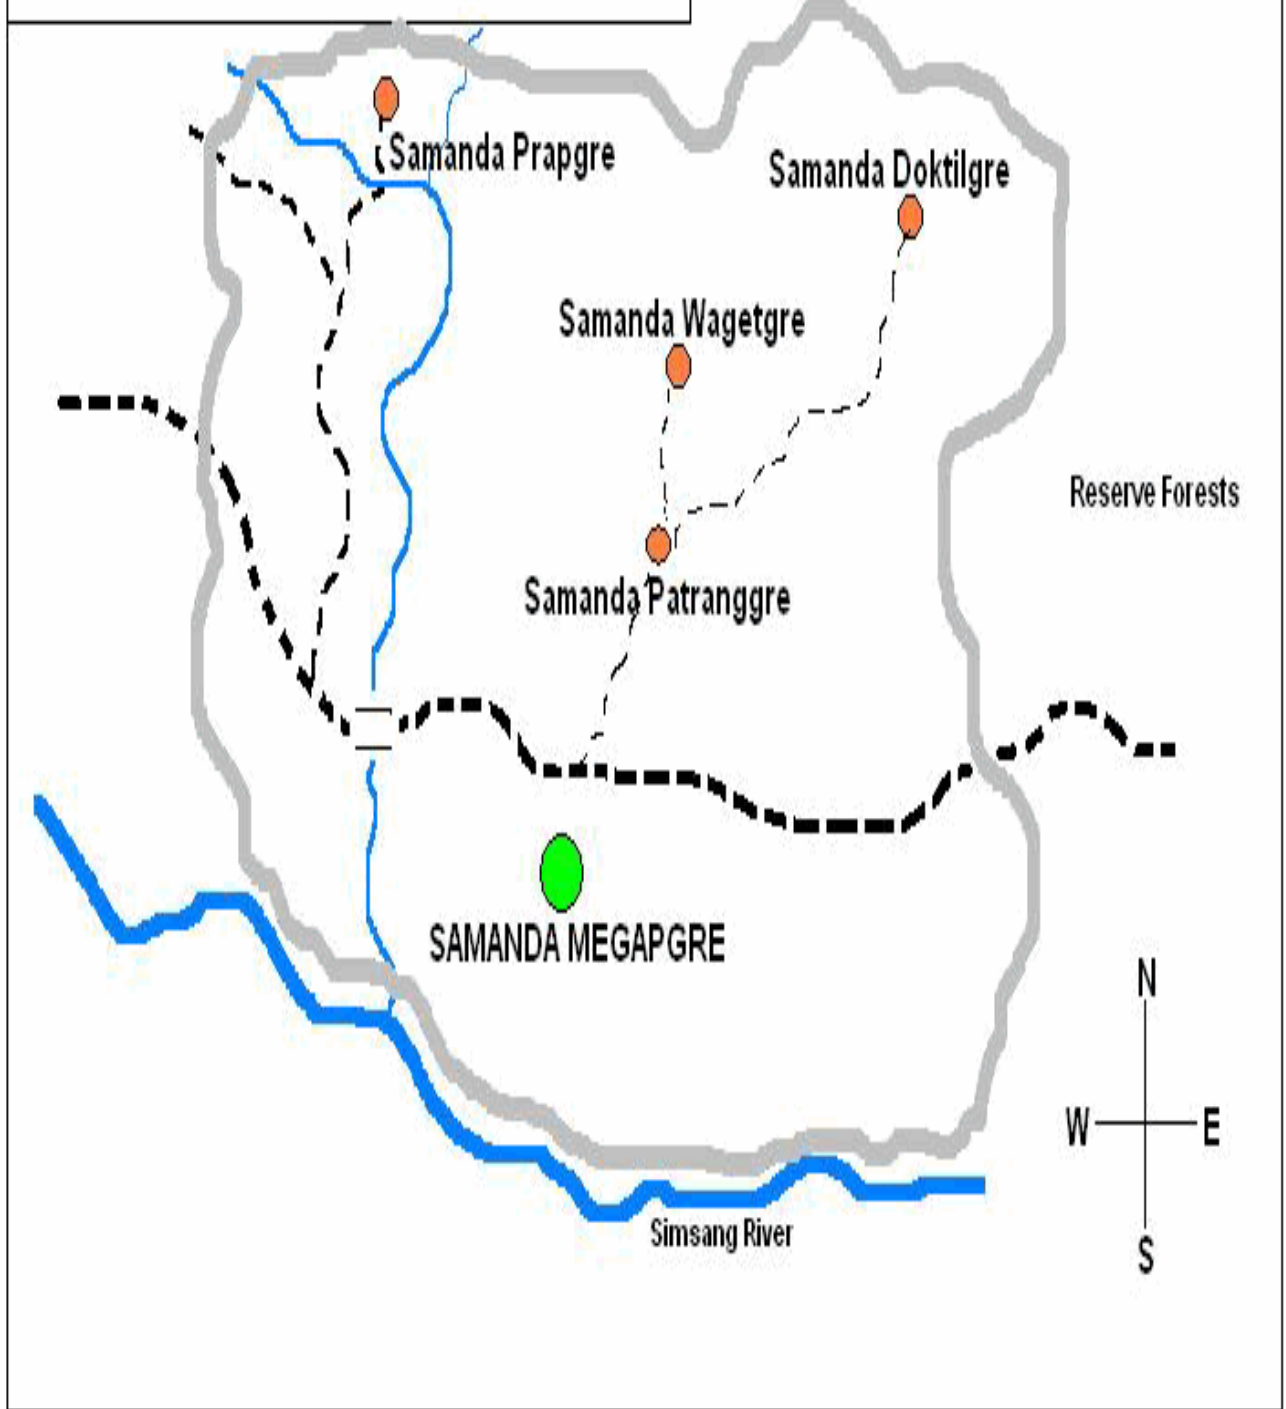 Samanda Prapgre
Samanda Doktilgre
Samanda Wagetgre
Reserve Forests
Samanda Patranggre
SAMANDA MEGAPGRE
N
W
E
S
Simsang River